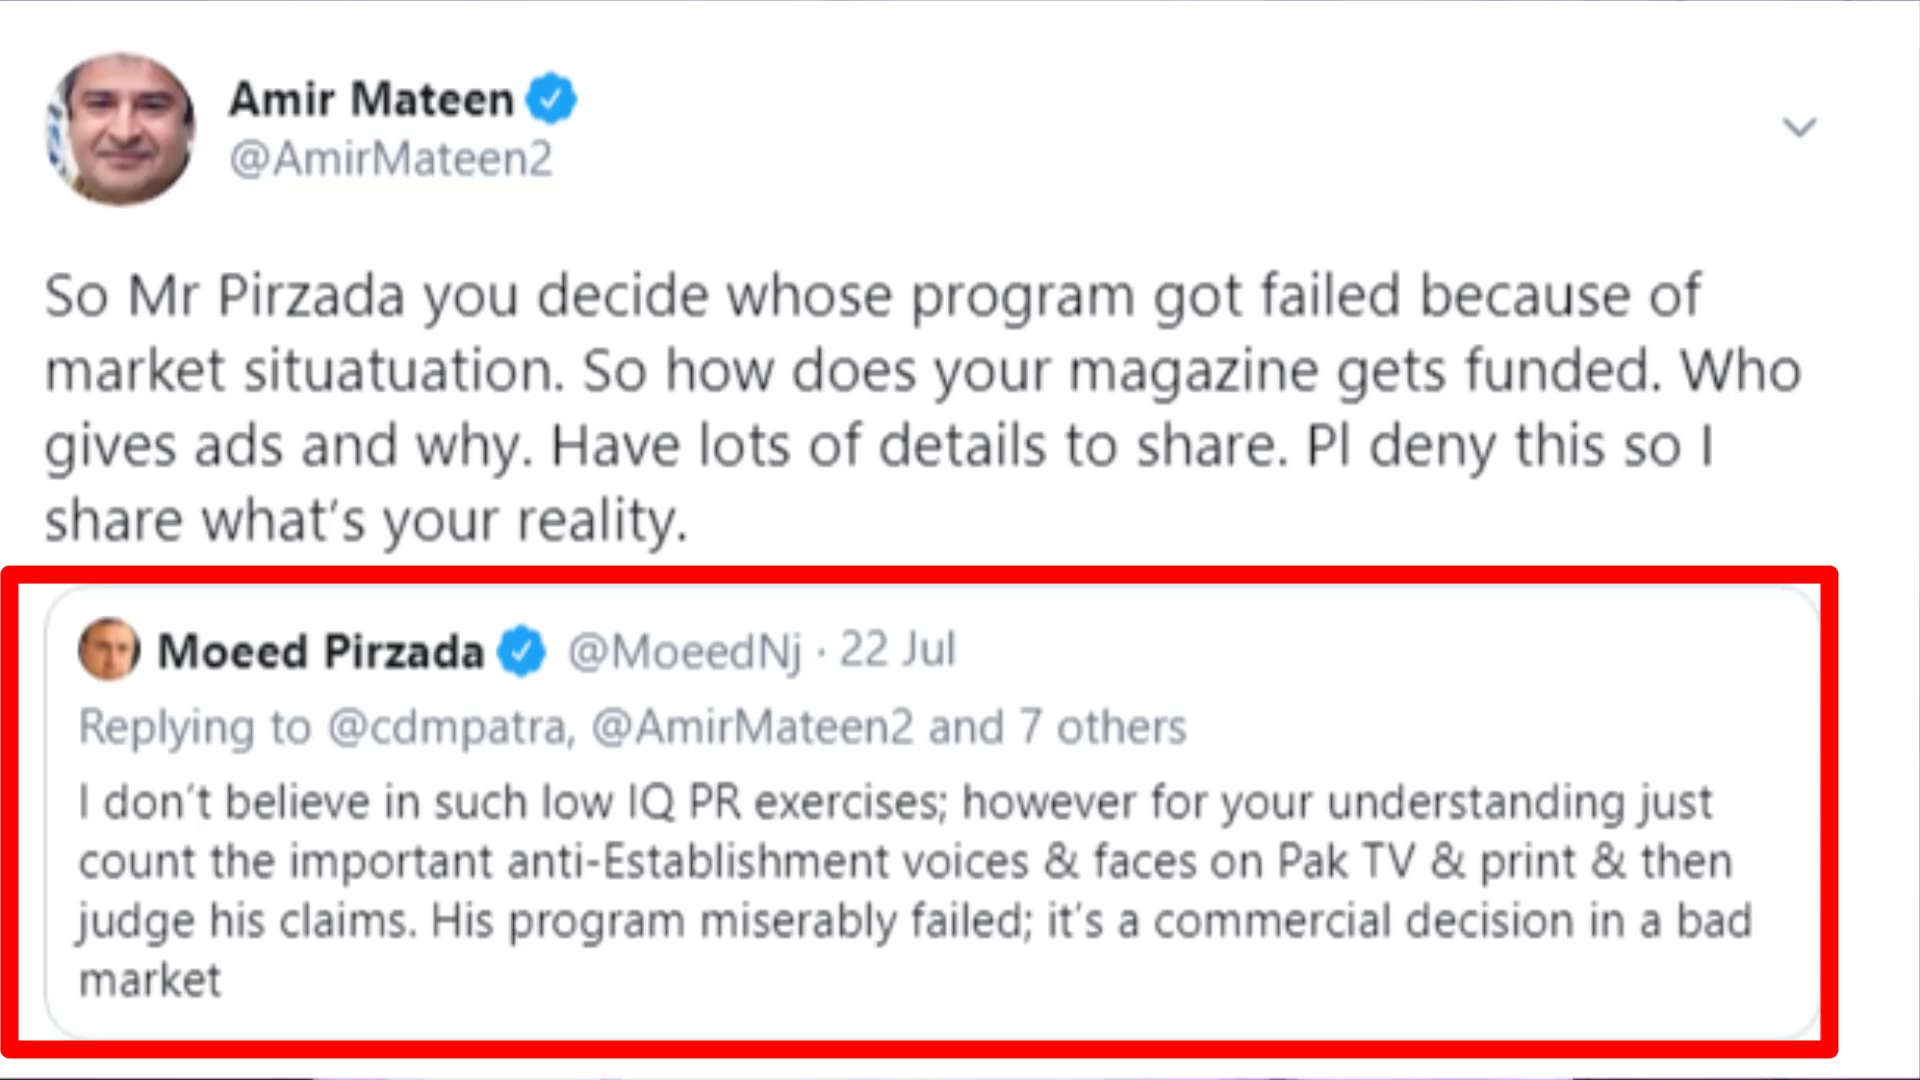 Amir Mateen
@AmirMateen2
So Mr Pirzada you decide whose program got failed because of
market situatuation. So how does your magazine gets funded. Who
gives ads and why. Have lots of details to share. Pl deny this so I
share what's your reality.
Moeed Pirzada @MoeedNj · 22 Jul
Replying to @cdmpatra, @AmirMateen2 and 7 others
I don't believe in such low IQ PR exercises; however for your understanding just
count the important anti-Establishment voices & faces on Pak TV & print & then
judge his claims. His program miserably failed; it's a commercial decision in a bad
market